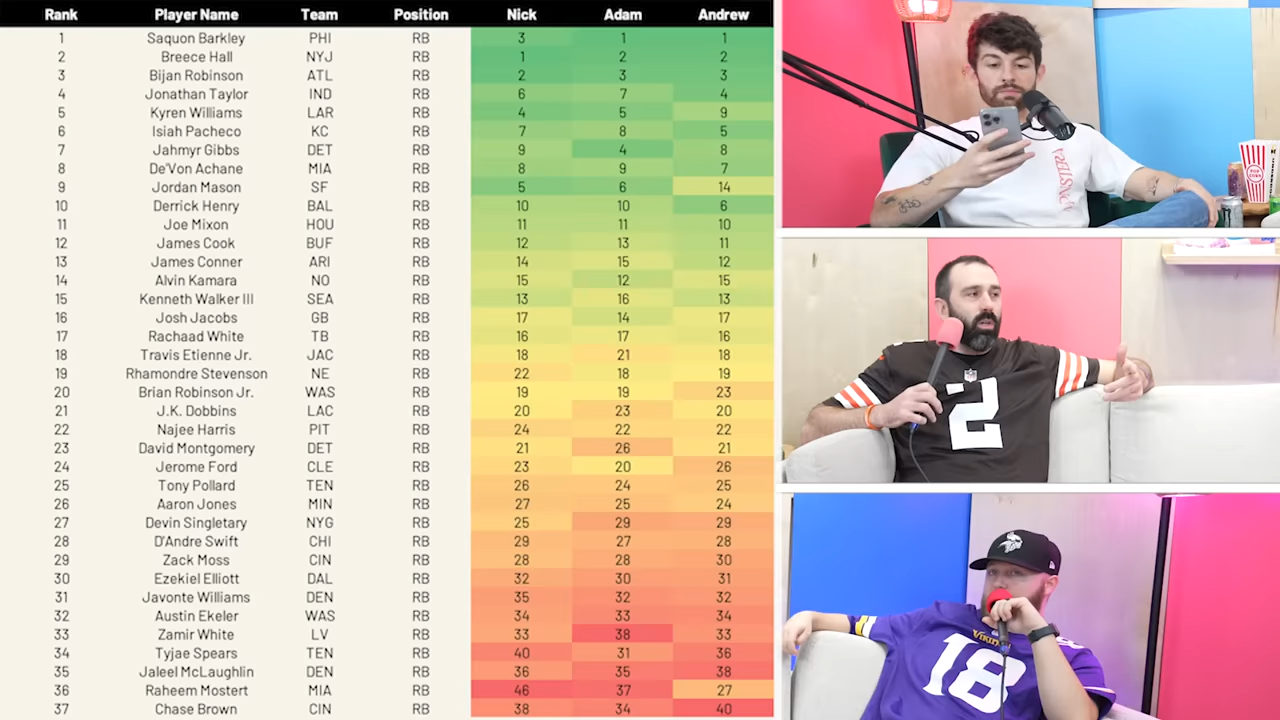 Rank Player Name Team Position Nick Adam Andrew
1 Saquon Barkley PHI RB 3 1 1
2 Breece Hall NYJ RB 1 2 2
3 Bijan Robinson ATL RB 2 3 3
4 Jonathan Taylor IND RB 6 7 4
5 Kyren Williams LAR RB 4 5 9
6 Isiah Pacheco KC RB 7 8 5
7 Jahmyr Gibbs DET RB 9 4 8
8 De'Von Achane MIA RB 8 9 7
9 Jordan Mason SF RB 5 6 14
10 Derrick Henry BAL RB 10 10 6
11 Joe Mixon HOU RB 11 11 10
12 James Cook BUF RB 12 13 11
13 James Conner ARI RB 14 15 12
14 Alvin Kamara NO RB 15 12 15
15 Kenneth Walker III SEA RB 13 16 13
16 Josh Jacobs GB RB 17 14 17
17 Rachaad White TB RB 16 17 16
18 Travis Etienne Jr. JAC RB 18 21 18
19 Rhamondre Stevenson NE RB 22 18 19
20 Brian Robinson Jr. WAS RB 19 19 23
21 J.K. Dobbins LAC RB 20 23 20
22 Najee Harris PIT RB 24 22 22
23 David Montgomery DET RB 21 26 21
24 Jerome Ford CLE RB 23 20 26
25 Tony Pollard TEN RB 26 24 25
26 Aaron Jones MIN RB 27 25 24
27 Devin Singletary NYG RB 25 29 29
28 D'Andre Swift CHI RB 29 27 28
29 Zack Moss CIN RB 28 28 30
30 Ezekiel Elliott DAL RB 32 30 31
31 Javonte Williams DEN RB 35 32 32
32 Austin Ekeler WAS RB 34 33 34
33 Zamir White LV RB 33 38 33
34 Tyjae Spears TEN RB 40 31 36
35 Jaleel McLaughlin DEN RB 36 35 38
36 Raheem Mostert MIA RB 46 37 27
37 Chase Brown CIN RB 38 34 40
POP CORN
2
VIKINGS
18